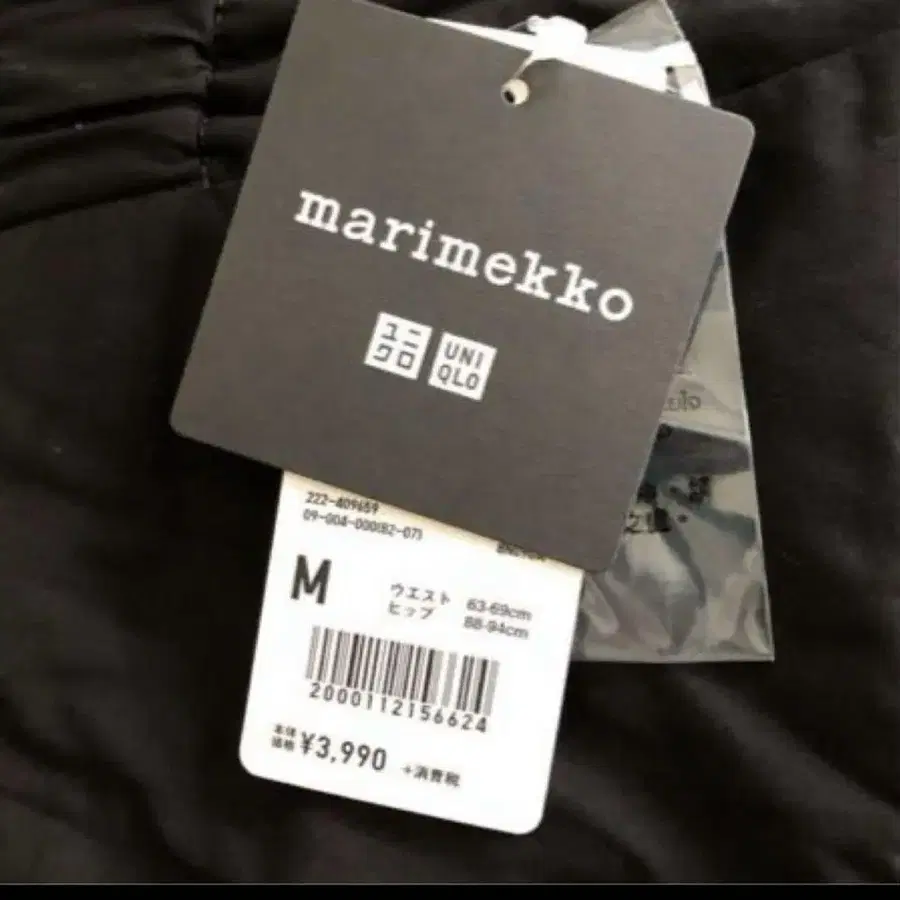 marimekko
ユニクロ
UNI
QLO
222-409659
09-004-000(82-07)
M
ウエスト 63-69cm
ヒップ 88-94cm
2000112156624
本体
価格 ¥3,990 +消費税